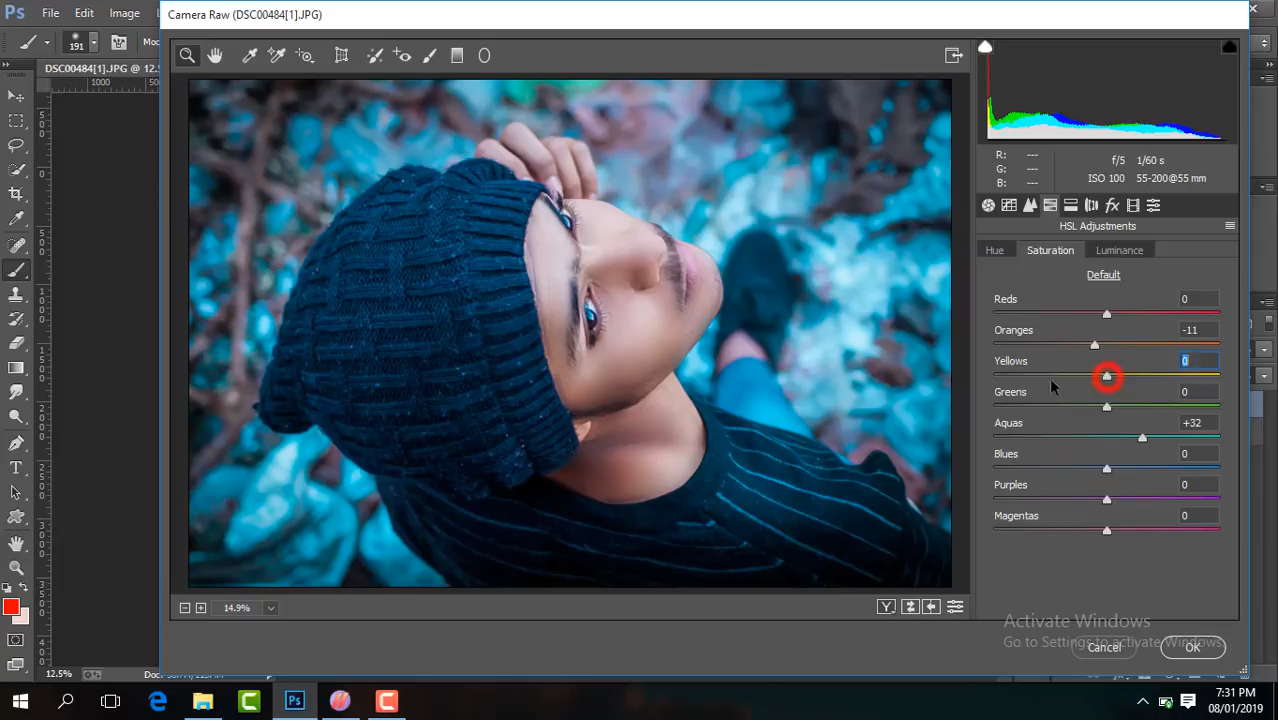 Camera Raw (DSC00484[1].JPG)
Ps File Edit Image
191 Mo
DSC00484[1].JPG @ 12.5
1000
R: ---
G: ---
B: ---
f/5 1/60 s
ISO 100 55-200@55 mm
HSL Adjustments
Hue Saturation Luminance
Default
Reds 0
Oranges -11
Yellows 0
Greens 0
Aquas +32
Blues 0
Purples 0
Magentas 0
14.9%
Y
Activate Windows
Go to Settings to activate Windows.
Cancel OK
12.5%
7:31 PM
08/01/2019